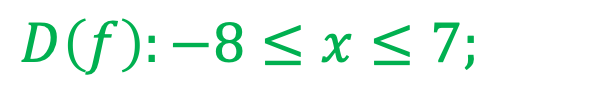 D(f): −8 ≤ x ≤ 7;